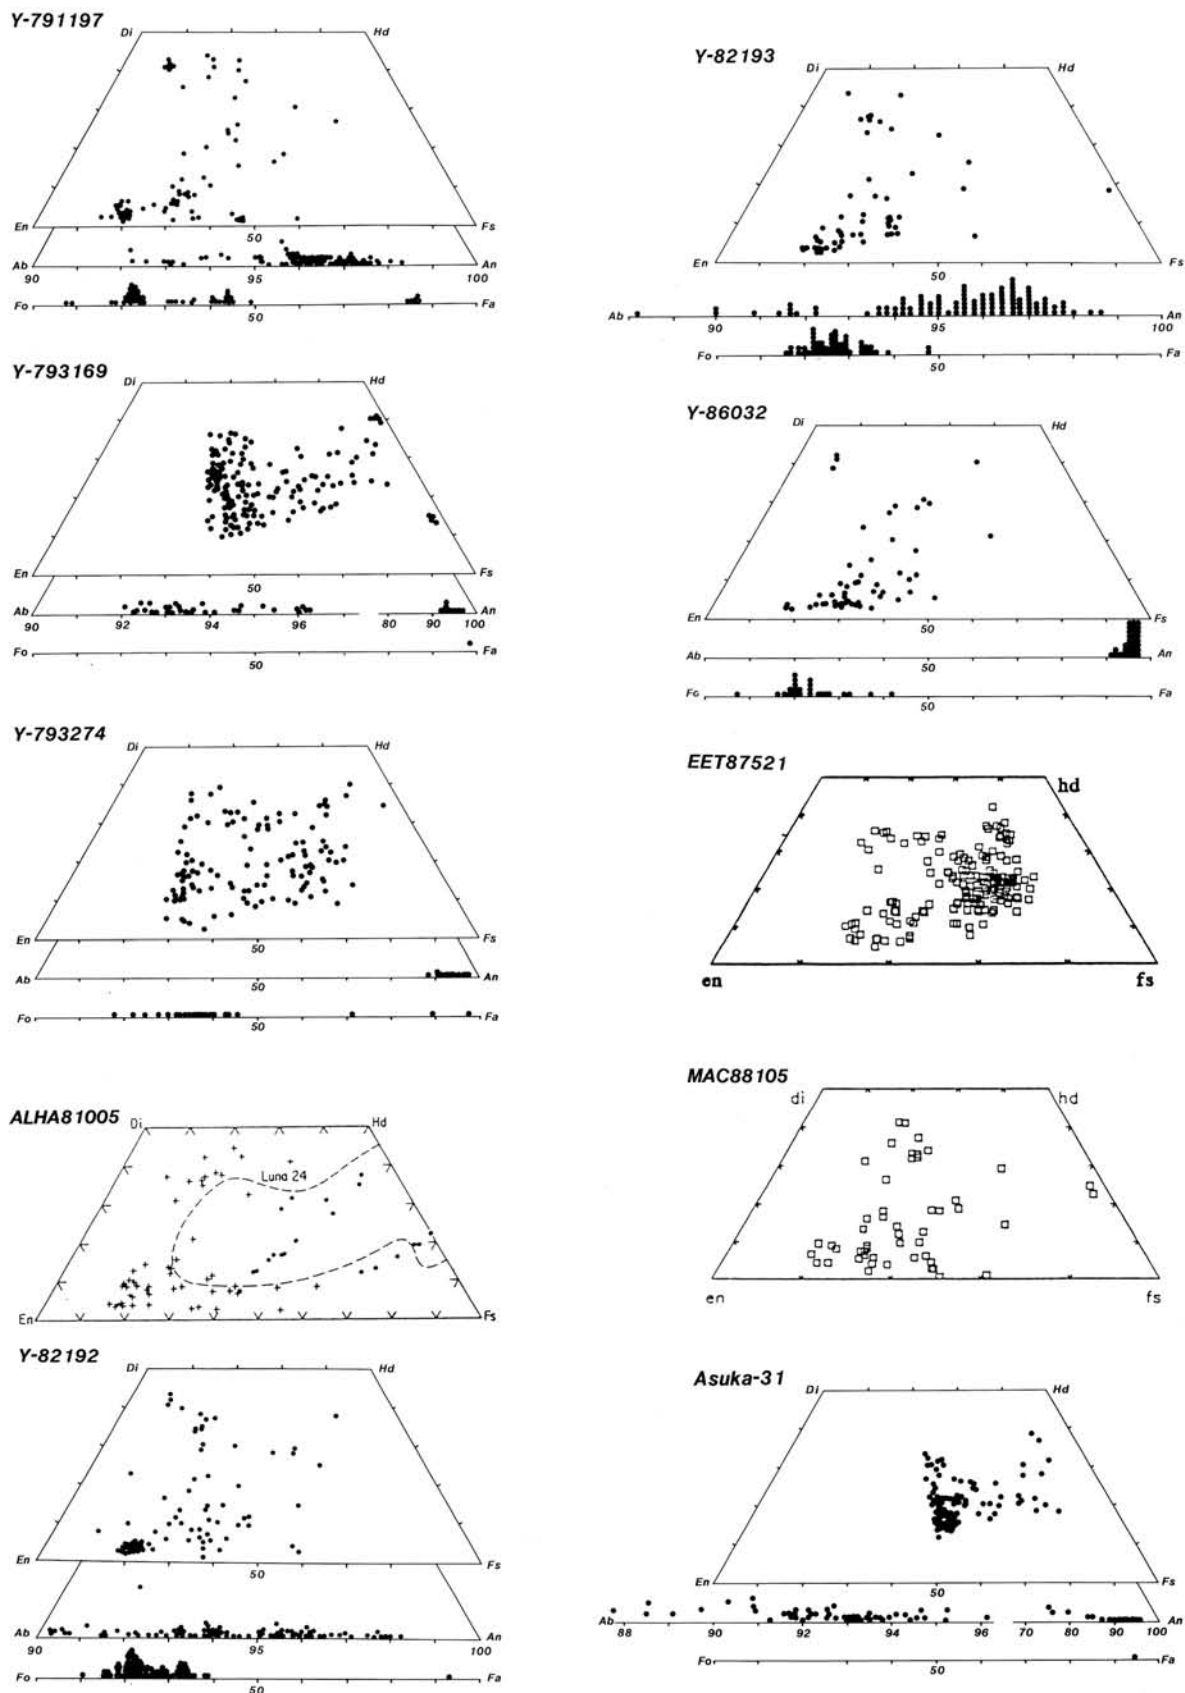 Y-791197
Di Hd
En Fs
50
Ab An
90 95 100
Fo Fa
50
Y-793169
Di Hd
En Fs
50
Ab An
90 92 94 96 80 90 100
Fo Fa
50
Y-793274
Di Hd
En Fs
50
Ab An
50
Fo Fa
50
ALHA81005
Di Hd
Luna 24
En Fs
Y-82192
Di Hd
En Fs
50
Ab An
90 95 100
Fo Fa
50
Y-82193
Di Hd
En Fs
50
Ab An
90 95 100
Fo Fa
50
Y-86032
Di Hd
En Fs
50
Ab An
Fo Fa
50
EET87521
hd
en fs
MAC88105
di hd
en fs
Asuka-31
Di Hd
En Fs
50
Ab An
88 90 92 94 96 70 80 90 100
Fo Fa
50